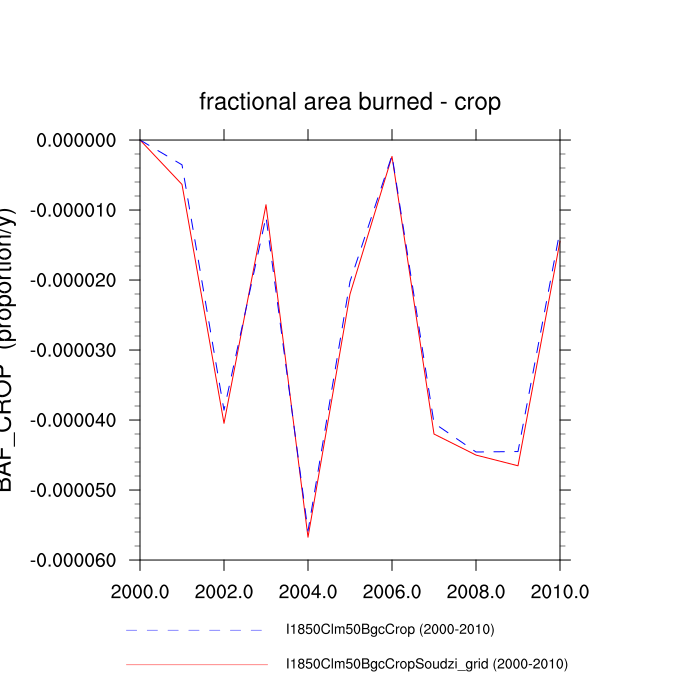 fractional area burned - crop
BAF_CROP (proportion/y)
0.000000
-0.000010
-0.000020
-0.000030
-0.000040
-0.000050
-0.000060
2000.0 2002.0 2004.0 2006.0 2008.0 2010.0
I1850Clm50BgcCrop (2000-2010)
I1850Clm50BgcCropSoudzi_grid (2000-2010)